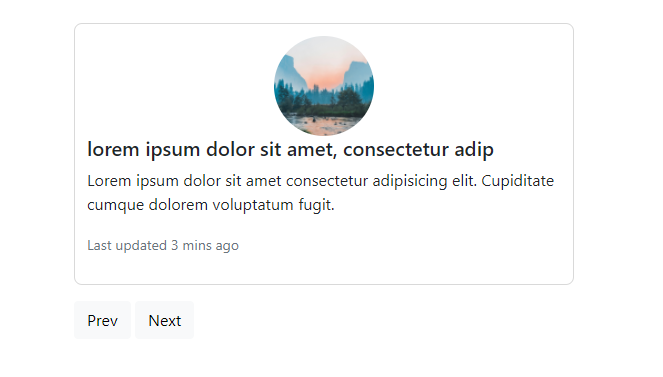 lorem ipsum dolor sit amet, consectetur adip
Lorem ipsum dolor sit amet consectetur adipisicing elit. Cupiditate
cumque dolorem voluptatum fugit.
Last updated 3 mins ago
Prev Next